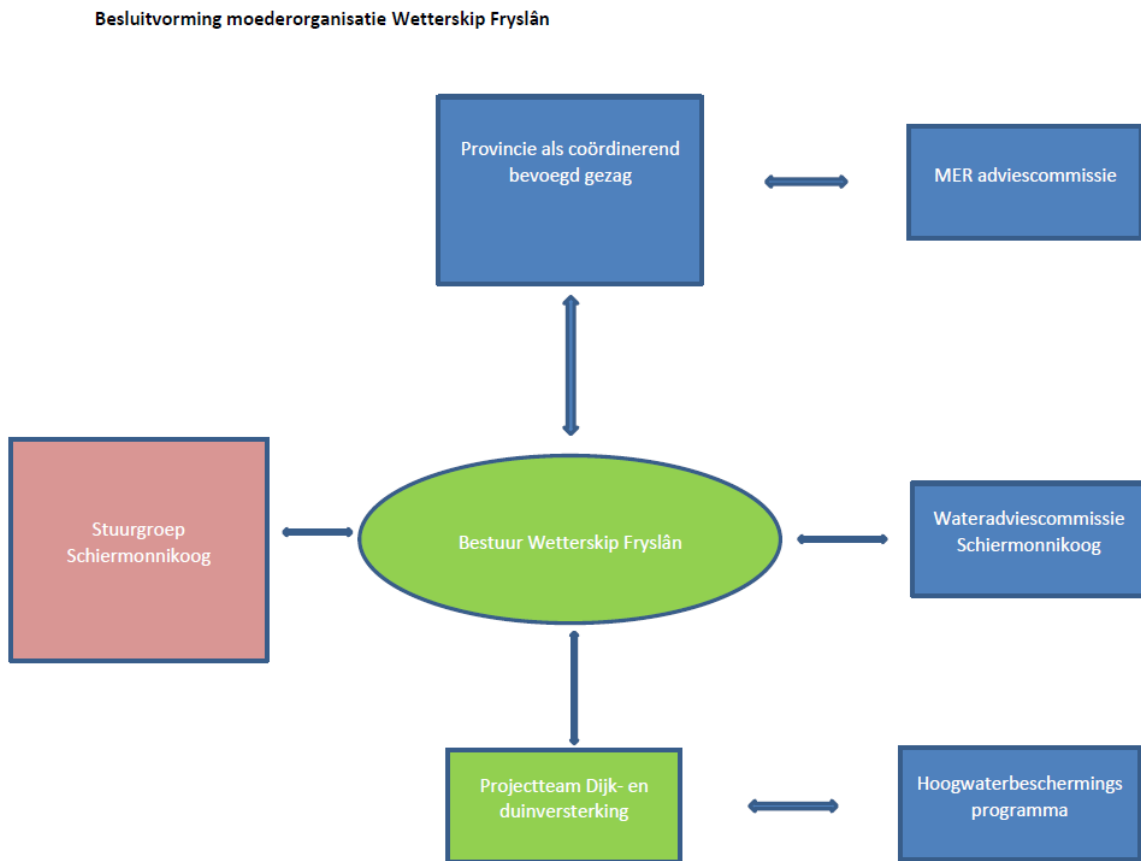 Besluitvorming moederorganisatie Wetterskip Fryslân
Provincie als coördinerend
bevoegd gezag
MER adviescommissie
Stuurgroep
Schiermonnikoog
Bestuur Wetterskip Fryslân
Wateradviescommissie
Schiermonnikoog
Projectteam Dijk- en
duinversterking
Hoogwaterbeschermings
programma